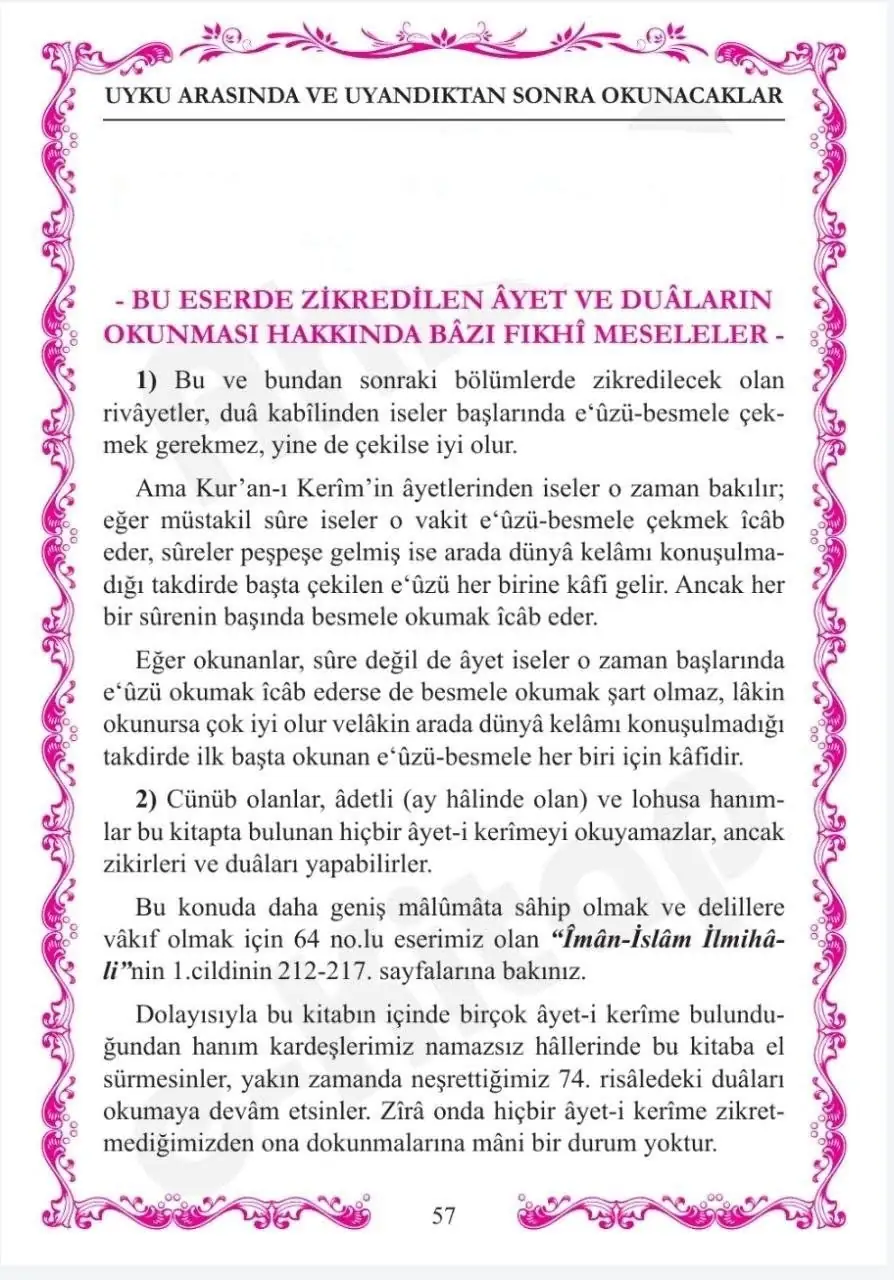 UYKU ARASINDA VE UYANDIKTAN SONRA OKUNACAKLAR
- BU ESERDE ZİKREDİLEN ÂYET VE DUÂLARIN
OKUNMASI HAKKINDA BÂZI FIKHÎ MESELELER -
1) Bu ve bundan sonraki bölümlerde zikredilecek olan
rivâyetler, duâ kabîlinden iseler başlarında e‘ûzü-besmele çek-
mek gerekmez, yine de çekilse iyi olur.
Ama Kur’an-ı Kerîm’in âyetlerinden iseler o zaman bakılır;
eğer müstakil sûre iseler o vakit e‘ûzü-besmele çekmek îcâb
eder, sûreler peşpeşe gelmiş ise arada dünyâ kelâmı konuşulma-
dığı takdirde başta çekilen e‘ûzü her birine kâfi gelir. Ancak her
bir sûrenin başında besmele okumak îcâb eder.
Eğer okunanlar, sûre değil de âyet iseler o zaman başlarında
e‘ûzü okumak îcâb ederse de besmele okumak şart olmaz, lâkin
okunursa çok iyi olur velâkin arada dünyâ kelâmı konuşulmadığı
takdirde ilk başta okunan e‘ûzü-besmele her biri için kâfidir.
2) Cünüb olanlar, âdetli (ay hâlinde olan) ve lohusa hanım-
lar bu kitapta bulunan hiçbir âyet-i kerîmeyi okuyamazlar, ancak
zikirleri ve duâları yapabilirler.
Bu konuda daha geniş mâlûmâta sâhip olmak ve delillere
vâkıf olmak için 64 no.lu eserimiz olan “Îmân-İslâm İlmihâ-
li”nin 1.cildinin 212-217. sayfalarına bakınız.
Dolayısıyla bu kitabın içinde birçok âyet-i kerîme bulundu-
ğundan hanım kardeşlerimiz namazsız hâllerinde bu kitaba el
sürmesinler, yakın zamanda neşrettiğimiz 74. risâledeki duâları
okumaya devâm etsinler. Zîrâ onda hiçbir âyet-i kerîme zikret-
mediğimizden ona dokunmalarına mâni bir durum yoktur.
57